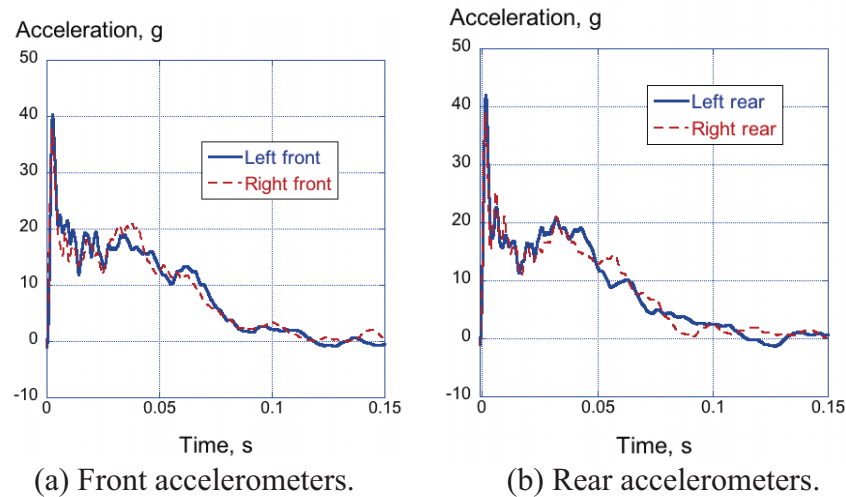 Acceleration, g
50
40
30
20
10
0
-10
Left front
Right front
0 0.05 0.1 0.15
Time, s
(a) Front accelerometers.
Acceleration, g
50
40
30
20
10
0
-10
Left rear
Right rear
0 0.05 0.1 0.15
Time, s
(b) Rear accelerometers.